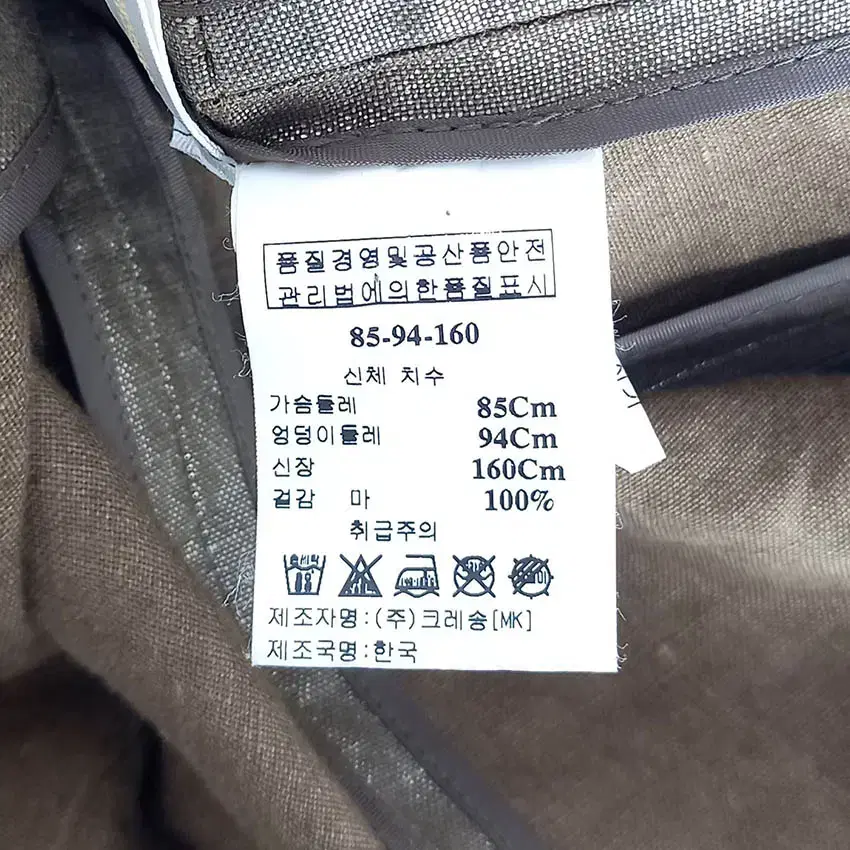 품질경영및공산품안전
관리법에의한품질표시
85-94-160
신체 치수
가슴둘레 85Cm
엉덩이둘레 94Cm
신장 160Cm
겉감 마 100%
취급주의
제조자명:(주)크레송[MK]
제조국명:한국